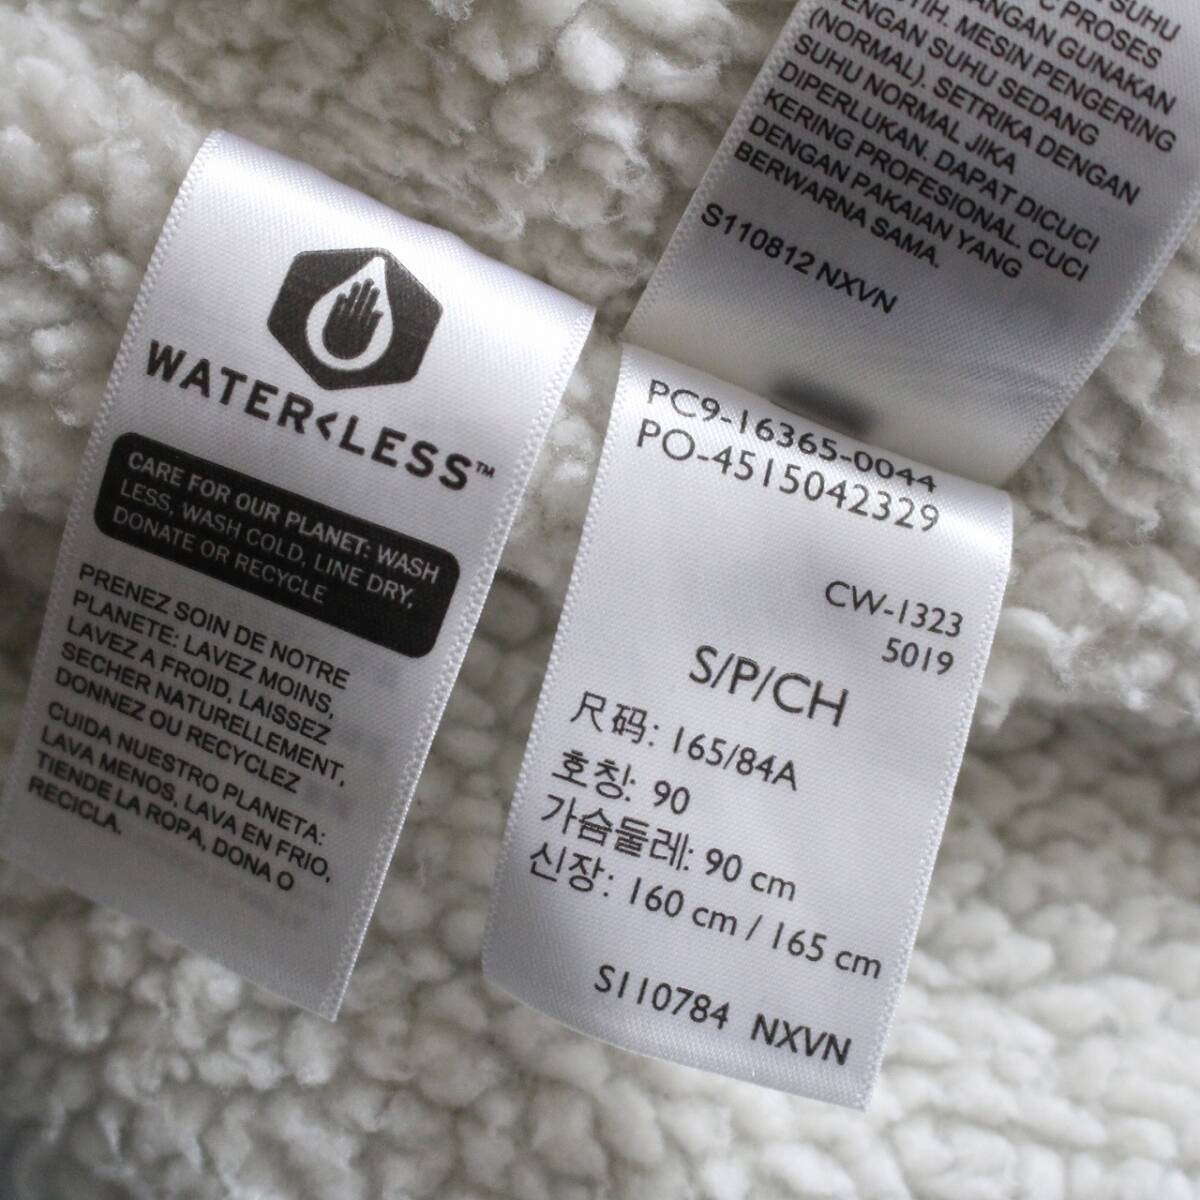 WATER<LESS™
CARE FOR OUR PLANET: WASH
LESS, WASH COLD, LINE DRY,
DONATE OR RECYCLE
PRENEZ SOIN DE NOTRE
PLANETE: LAVEZ MOINS,
LAVEZ A FROID, LAISSEZ
SECHER NATURELLEMENT,
DONNEZ OU RECYCLEZ
CUIDA NUESTRO PLANETA:
LAVA MENOS, LAVA EN FRIO,
TIENDE LA ROPA, DONA O
RECICLA.
SUHU
C PROSES
GUNAKAN
MESIN PENGERING
DENGAN SUHU SEDANG
(NORMAL). SETRIKA DENGAN
SUHU NORMAL JIKA
DIPERLUKAN. DAPAT DICUCI
KERING PROFESIONAL. CUCI
DENGAN PAKAIAN YANG
BERWARNA SAMA.
S110812 NXVN
PC9-16365-0044
PO-4515042329
CW-1323
5019
S/P/CH
尺码: 165/84A
호칭: 90
가슴둘레: 90 cm
신장: 160 cm / 165 cm
S110784 NXVN